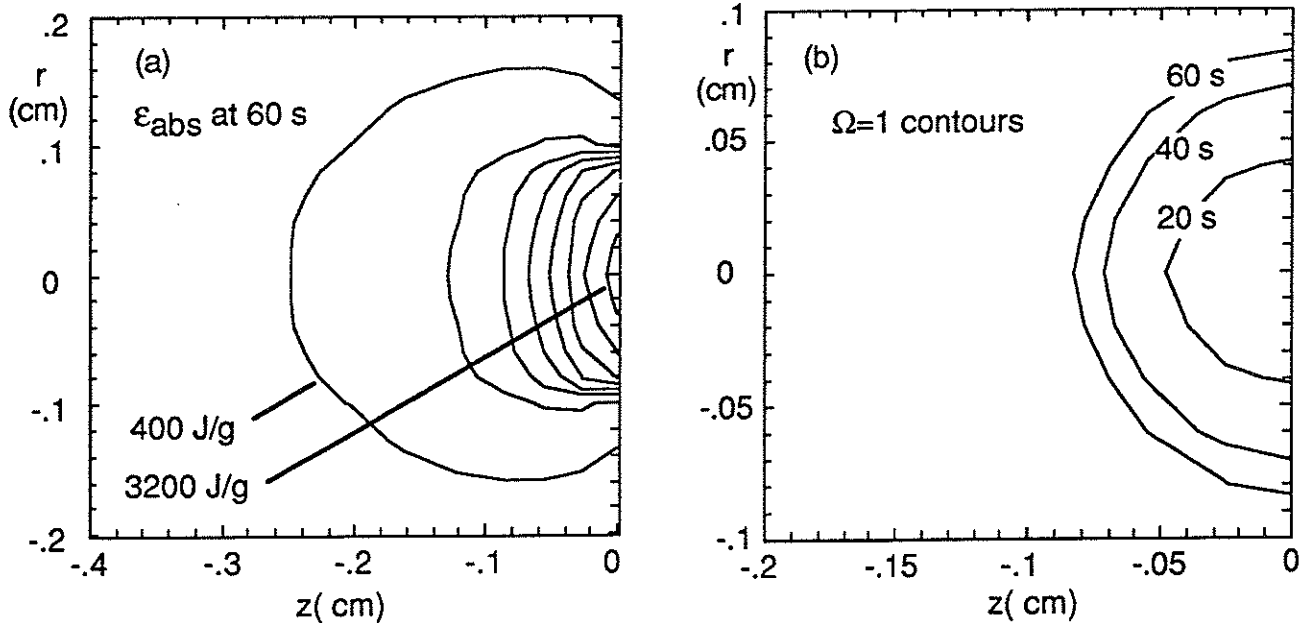 .2
r
(cm)
.1
0
-.1
-.2
(a)
εabs at 60 s
400 J/g
3200 J/g
-.4
-.3
-.2
-.1
0
z( cm)
.1
r
(cm)
.05
0
-.05
-.1
(b)
Ω=1 contours
60 s
40 s
20 s
-.2
-.15
-.1
-.05
0
z( cm)